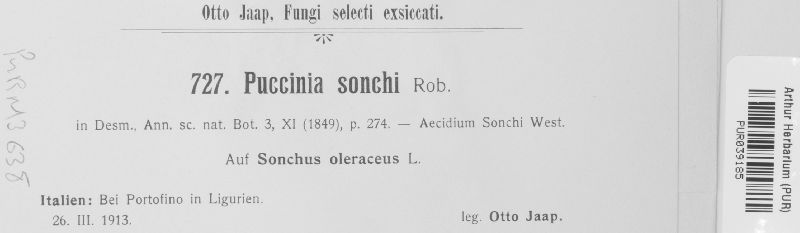 Otto Jaap, Fungi selecti exsiccati.
727. Puccinia sonchi Rob.
in Desm., Ann. sc. nat. Bot. 3, XI (1849), p. 274. — Aecidium Sonchi West.
Auf Sonchus oleraceus L.
Italien: Bei Portofino in Ligurien.
26. III. 1913.
leg. Otto Jaap.
PUR M3638
Arthur Herbarium (PUR)
PUR039185